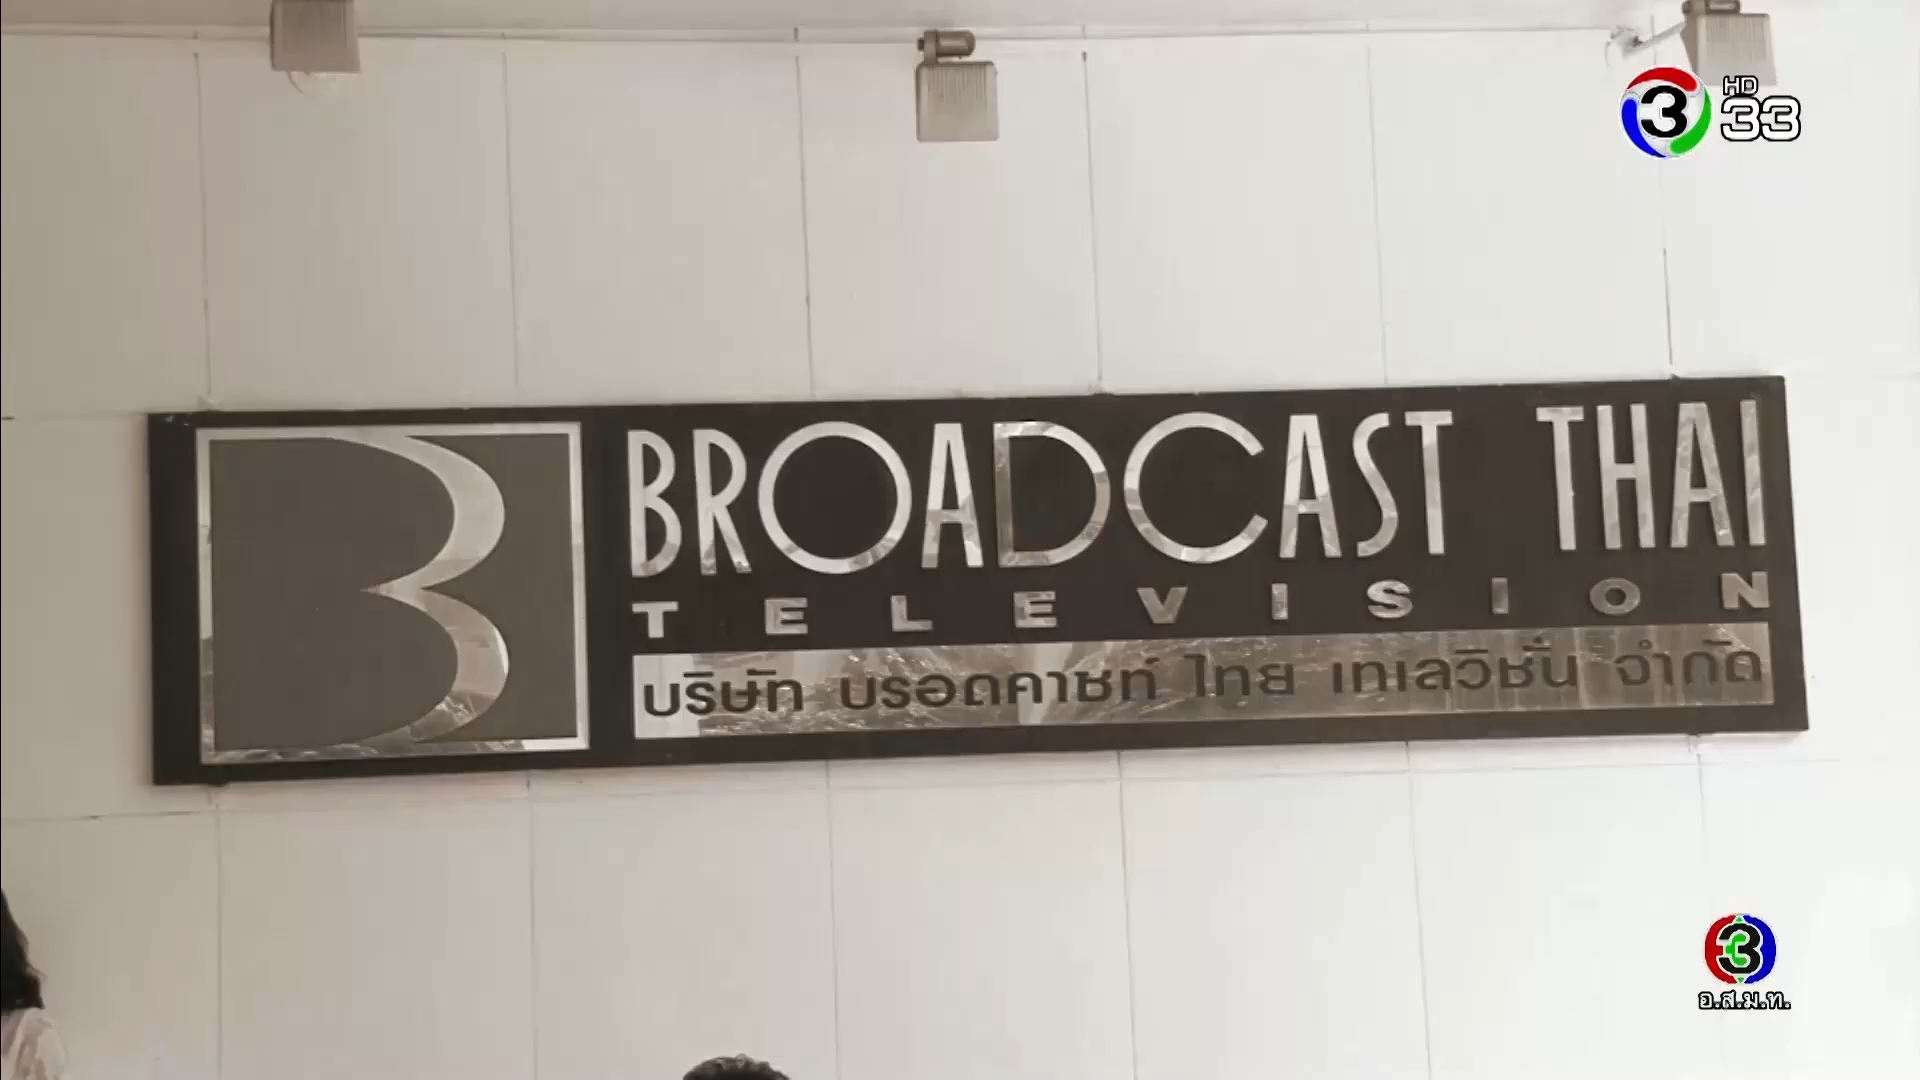 HD
3 33
BROADCAST THAI
TELEVISION
บริษัท บรอดคาซท์ ไทย เทเลวิชั่น จำกัด
3
อ.ส.ม.ท.